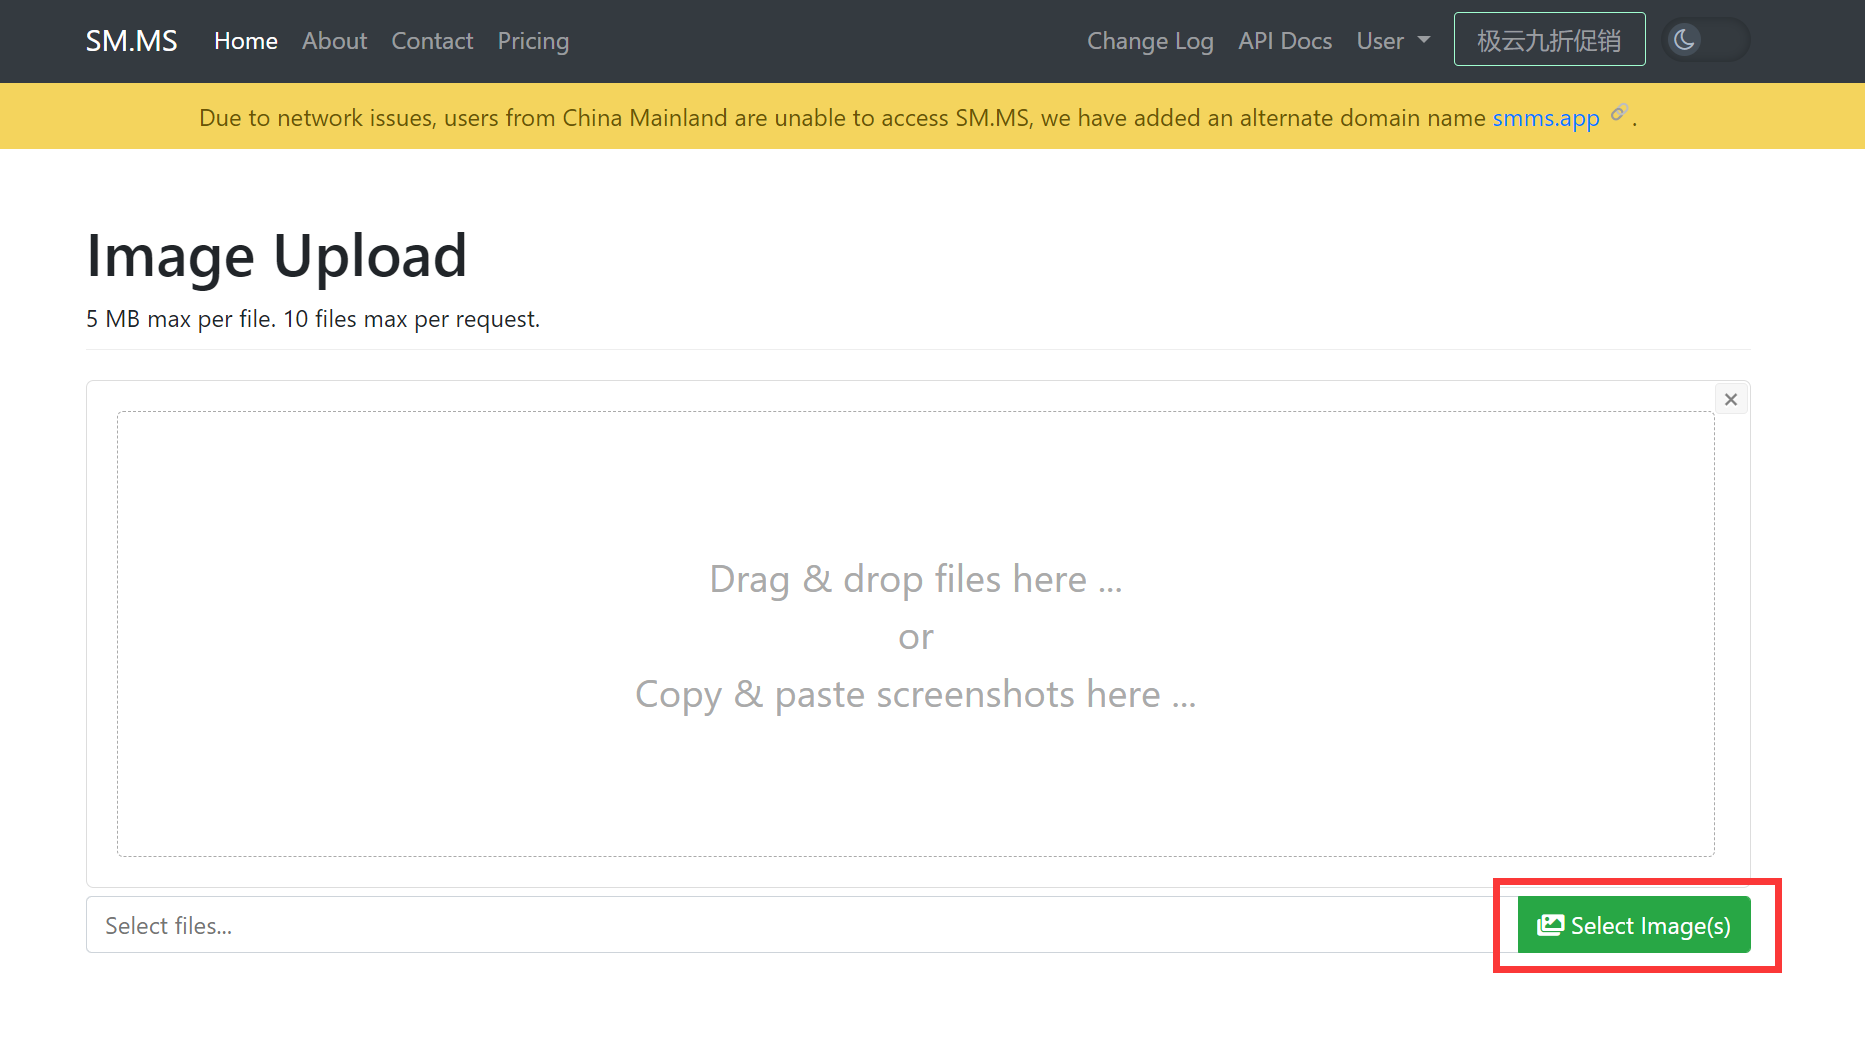 SM.MS Home About Contact Pricing Change Log API Docs User 极云九折促销
Due to network issues, users from China Mainland are unable to access SM.MS, we have added an alternate domain name smms.app .
Image Upload
5 MB max per file. 10 files max per request.
Drag & drop files here ...
or
Copy & paste screenshots here ...
Select files...
Select Image(s)